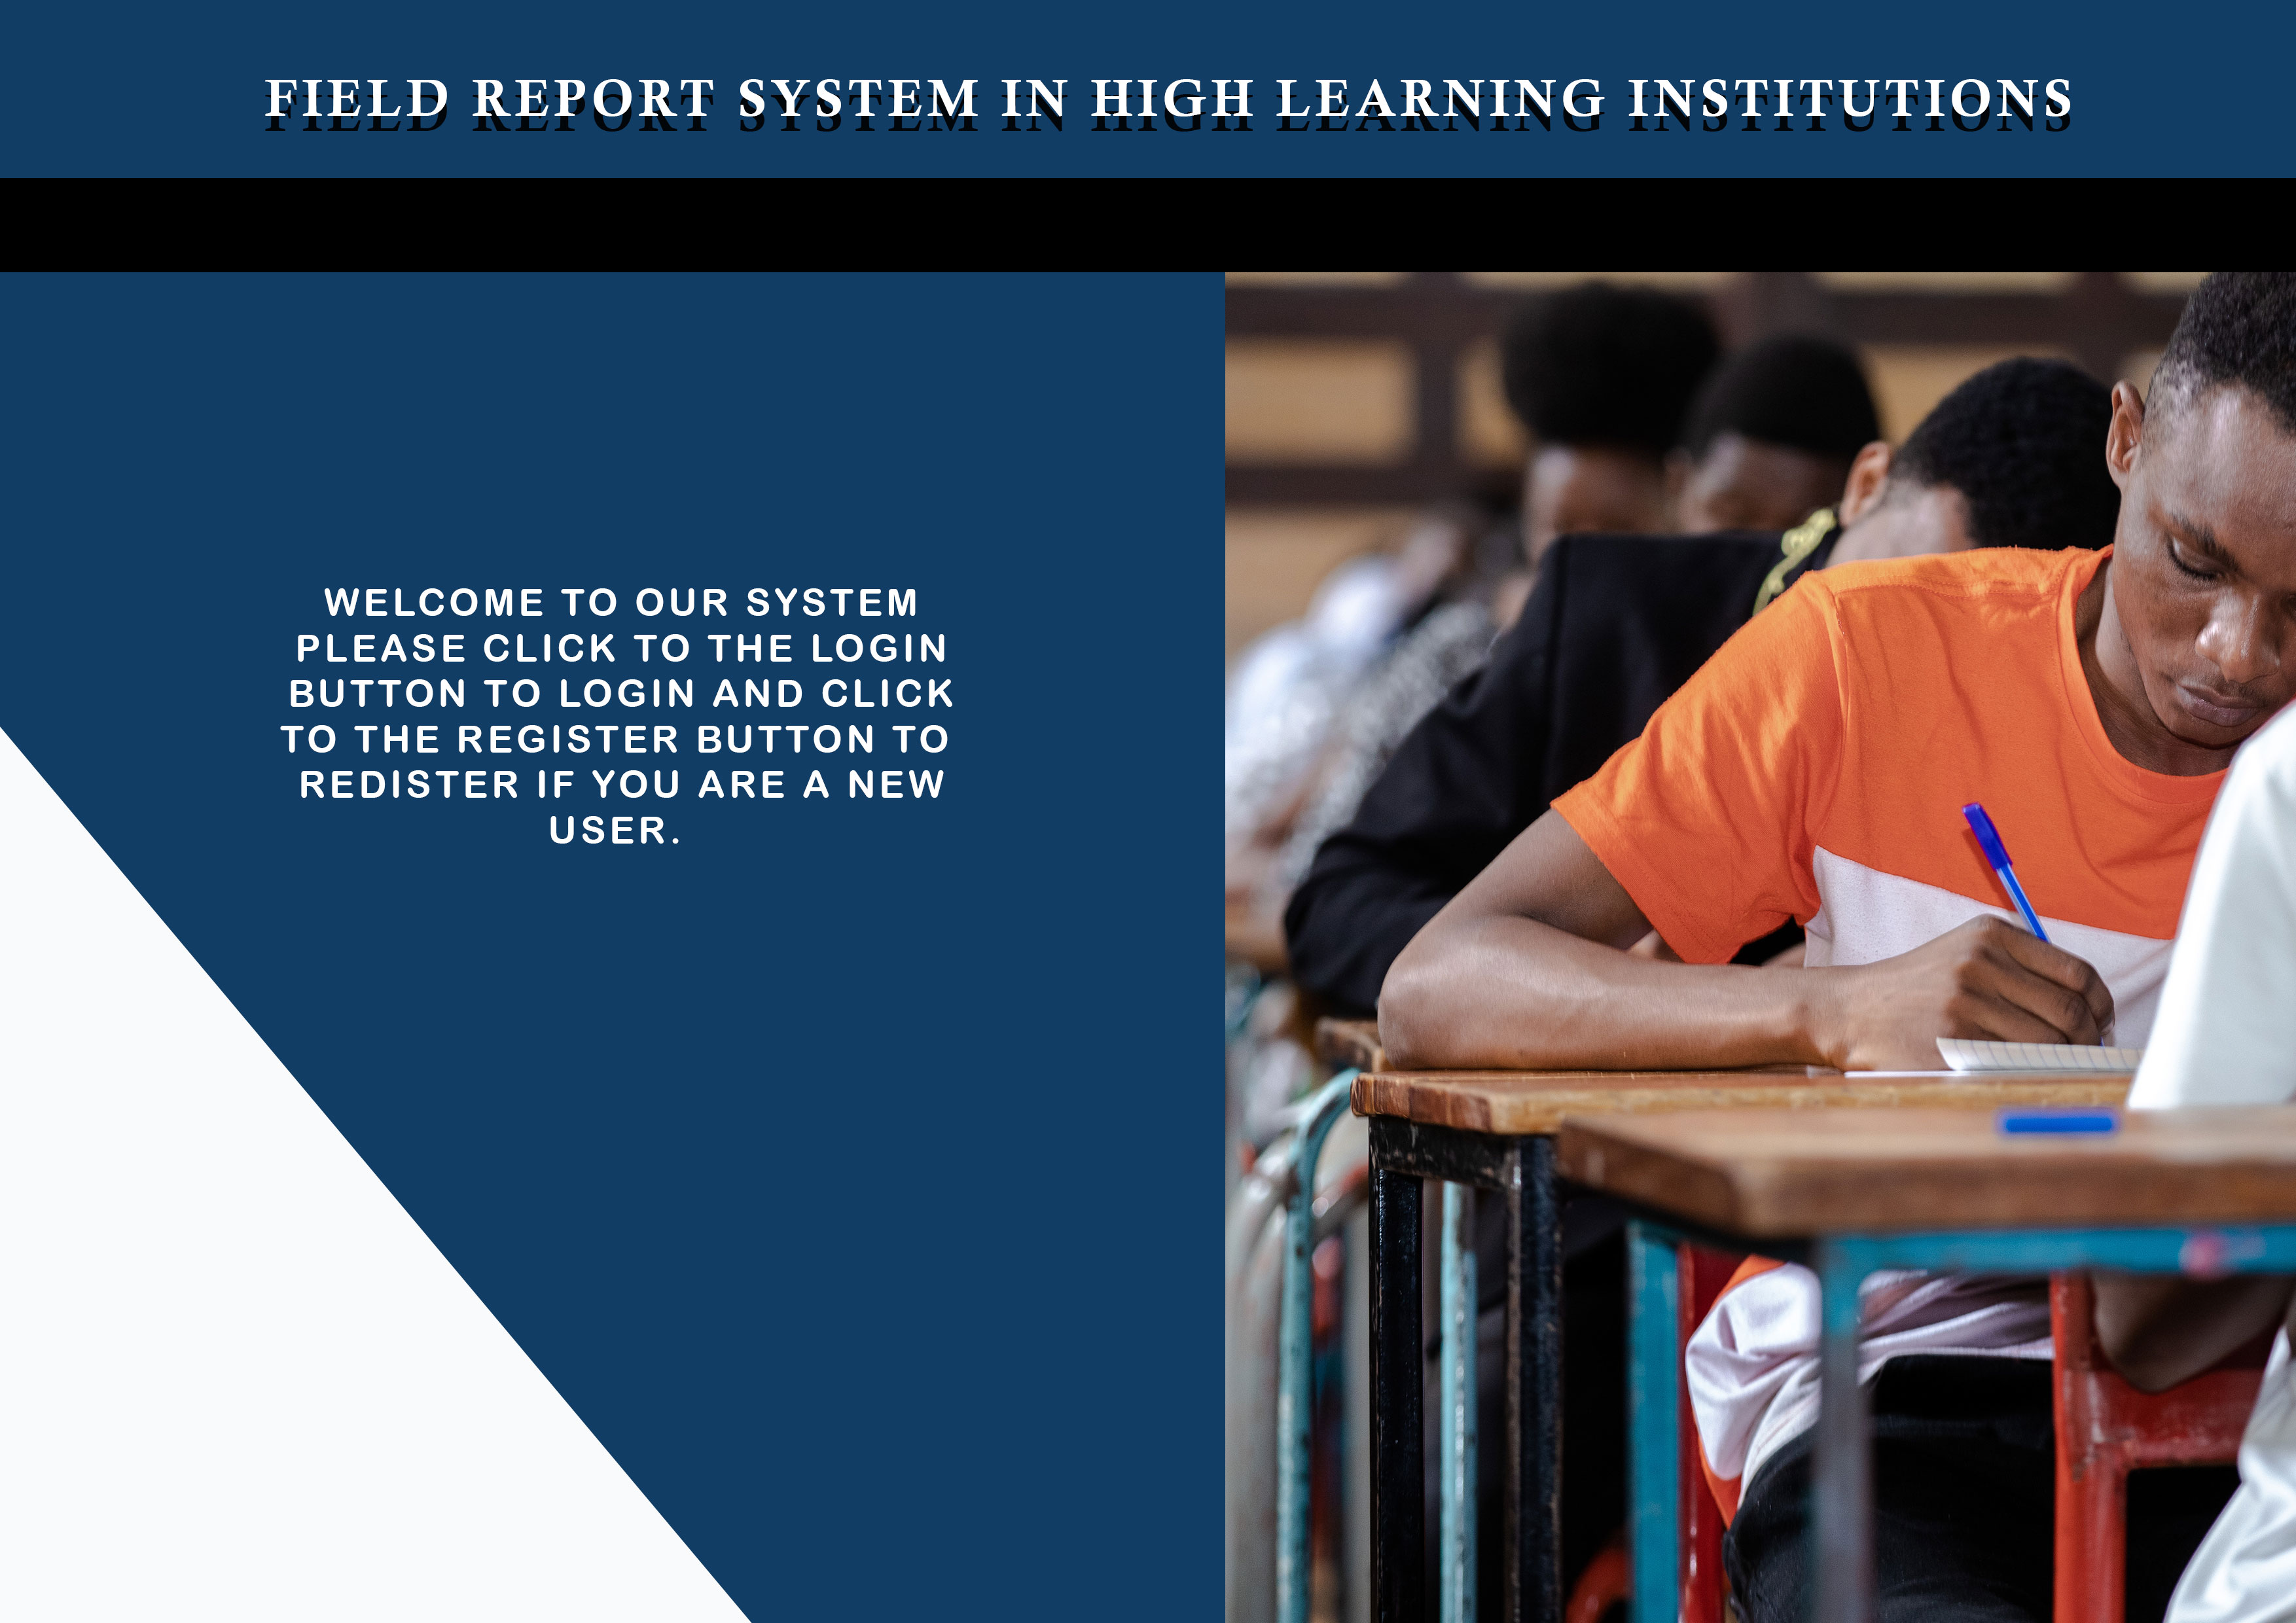 FIELD REPORT SYSTEM IN HIGH LEARNING INSTITUTIONS
WELCOME TO OUR SYSTEM
PLEASE CLICK TO THE LOGIN
BUTTON TO LOGIN AND CLICK
TO THE REGISTER BUTTON TO
REDISTER IF YOU ARE A NEW
USER.